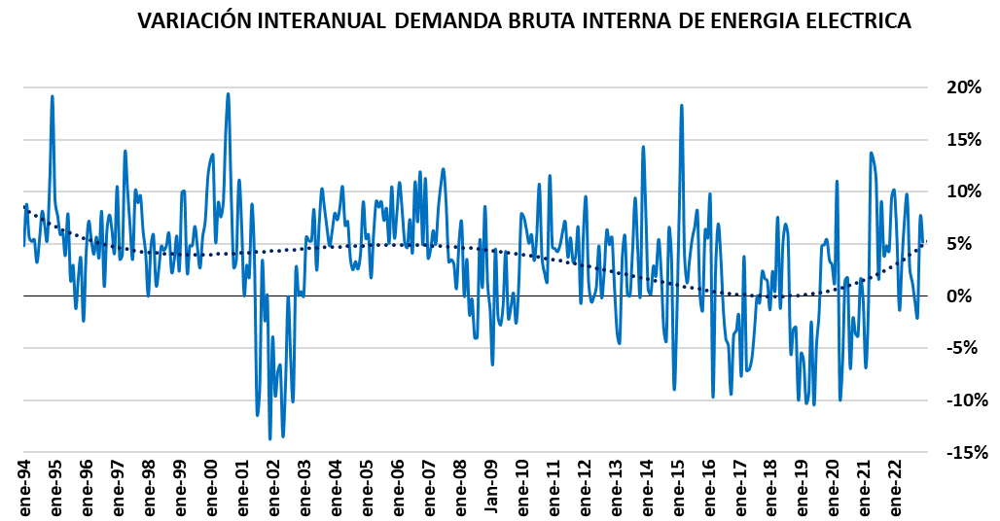 VARIACIÓN INTERANUAL DEMANDA BRUTA INTERNA DE ENERGIA ELECTRICA
20%
15%
10%
5%
0%
-5%
-10%
-15%
ene-94
ene-95
ene-96
ene-97
ene-98
ene-99
ene-00
ene-01
ene-02
ene-03
ene-04
ene-05
ene-06
ene-07
ene-08
Jan-09
ene-10
ene-11
ene-12
ene-13
ene-14
ene-15
ene-16
ene-17
ene-18
ene-19
ene-20
ene-21
ene-22